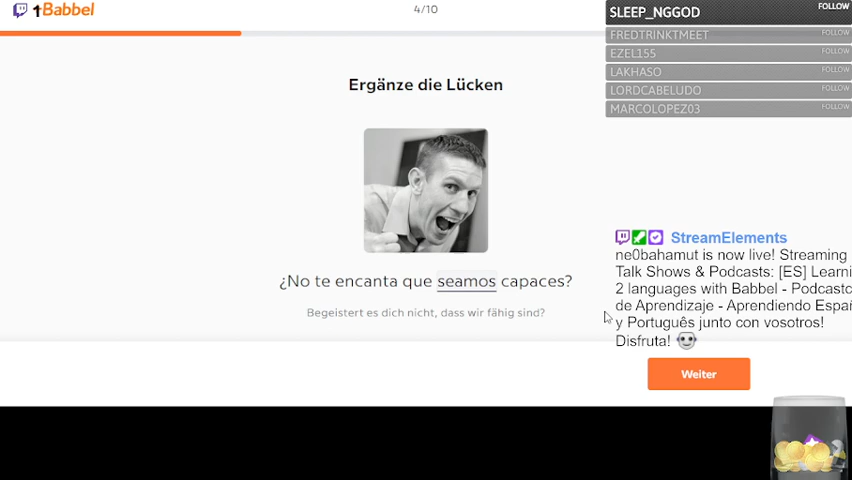 Babbel
4/10
Ergänze die Lücken
¿No te encanta que seamos capaces?
Begeistert es dich nicht, dass wir fähig sind?
Weiter
SLEEP_NGGOD FOLLOW
FREDTRINKTMEET FOLLOW
EZEL155 FOLLOW
LAKHASO FOLLOW
LORDCABELUDO FOLLOW
MARCOLOPEZ03 FOLLOW
StreamElements
ne0bahamut is now live! Streaming
Talk Shows & Podcasts: [ES] Learni
2 languages with Babbel - Podcasto
de Aprendizaje - Aprendiendo Españ
y Português junto con vosotros!
Disfruta!